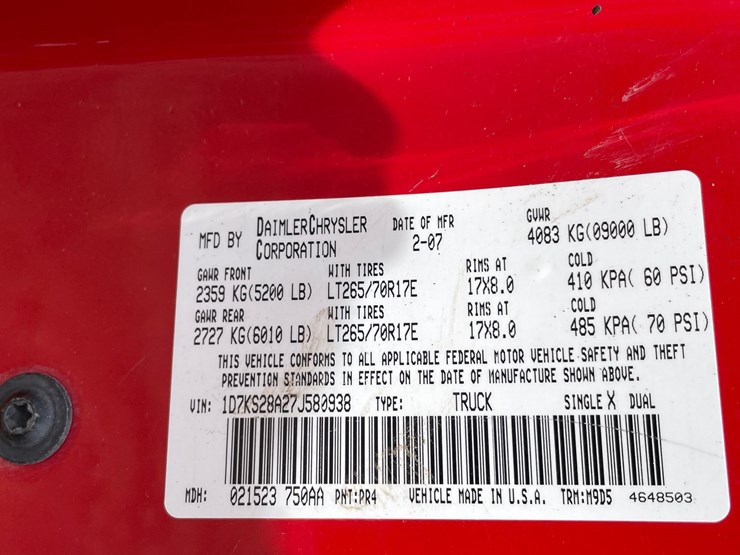 MFD BY DAIMLERCHRYSLER CORPORATION DATE OF MFR 2-07 GVWR 4083 KG(09000 LB)
GAWR FRONT WITH TIRES RIMS AT COLD
2359 KG(5200 LB) LT265/70R17E 17X8.0 410 KPA( 60 PSI)
GAWR REAR WITH TIRES RIMS AT COLD
2727 KG(6010 LB) LT265/70R17E 17X8.0 485 KPA( 70 PSI)
THIS VEHICLE CONFORMS TO ALL APPLICABLE FEDERAL MOTOR VEHICLE SAFETY AND THEFT
PREVENTION STANDARDS IN EFFECT ON THE DATE OF MANUFACTURE SHOWN ABOVE.
VIN: 1D7KS28A27J580938 TYPE: TRUCK SINGLE X DUAL
MDH: 021523 750AA PNT:PR4 VEHICLE MADE IN U.S.A. TRM:M9D5 4648503